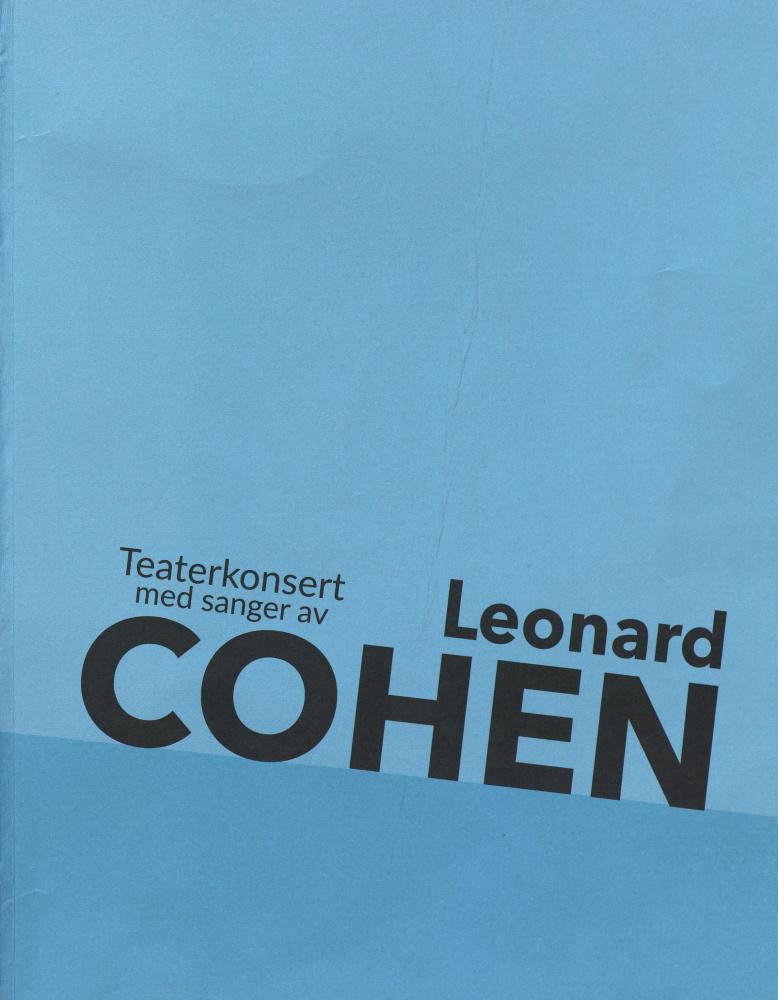 Teaterkonsert
med sanger av
Leonard
COHEN